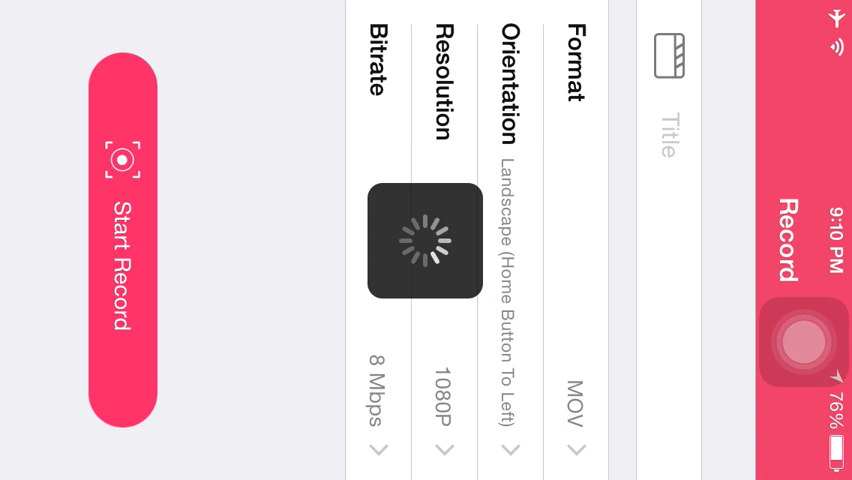 9:10 PM
76%
Record
Title
Format MOV
Orientation Landscape (Home Button To Left)
Resolution 1080P
Bitrate 8 Mbps
Start Record